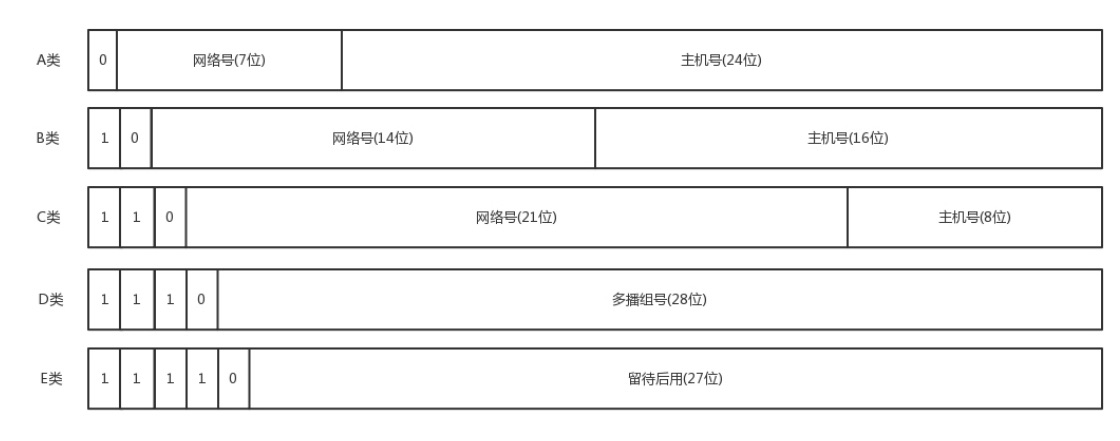 A类 0 网络号(7位) 主机号(24位)
B类 1 0 网络号(14位) 主机号(16位)
C类 1 1 0 网络号(21位) 主机号(8位)
D类 1 1 1 0 多播组号(28位)
E类 1 1 1 1 0 留待后用(27位)